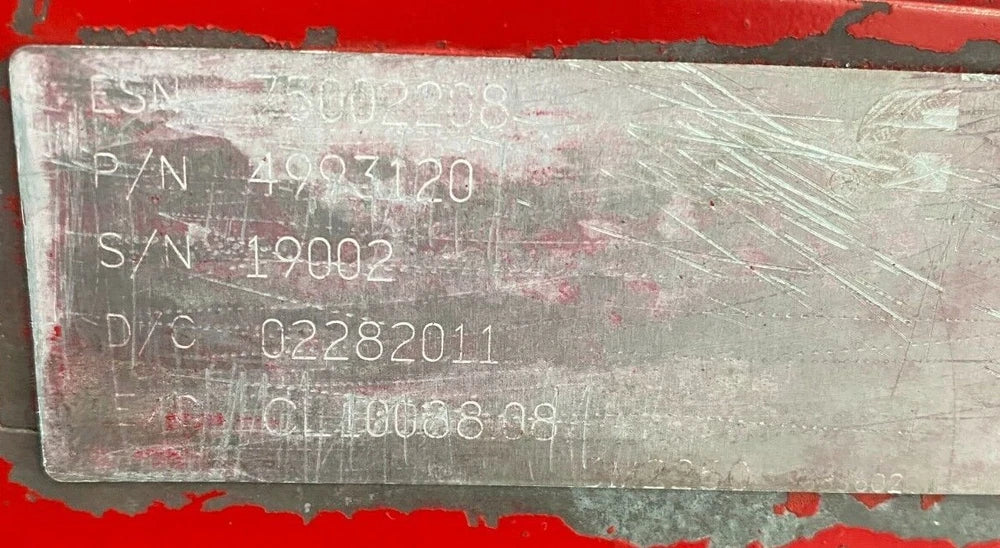 ESN 75002208
P/N 4993120
S/N 19002
D/C 02282011
CL10088.08